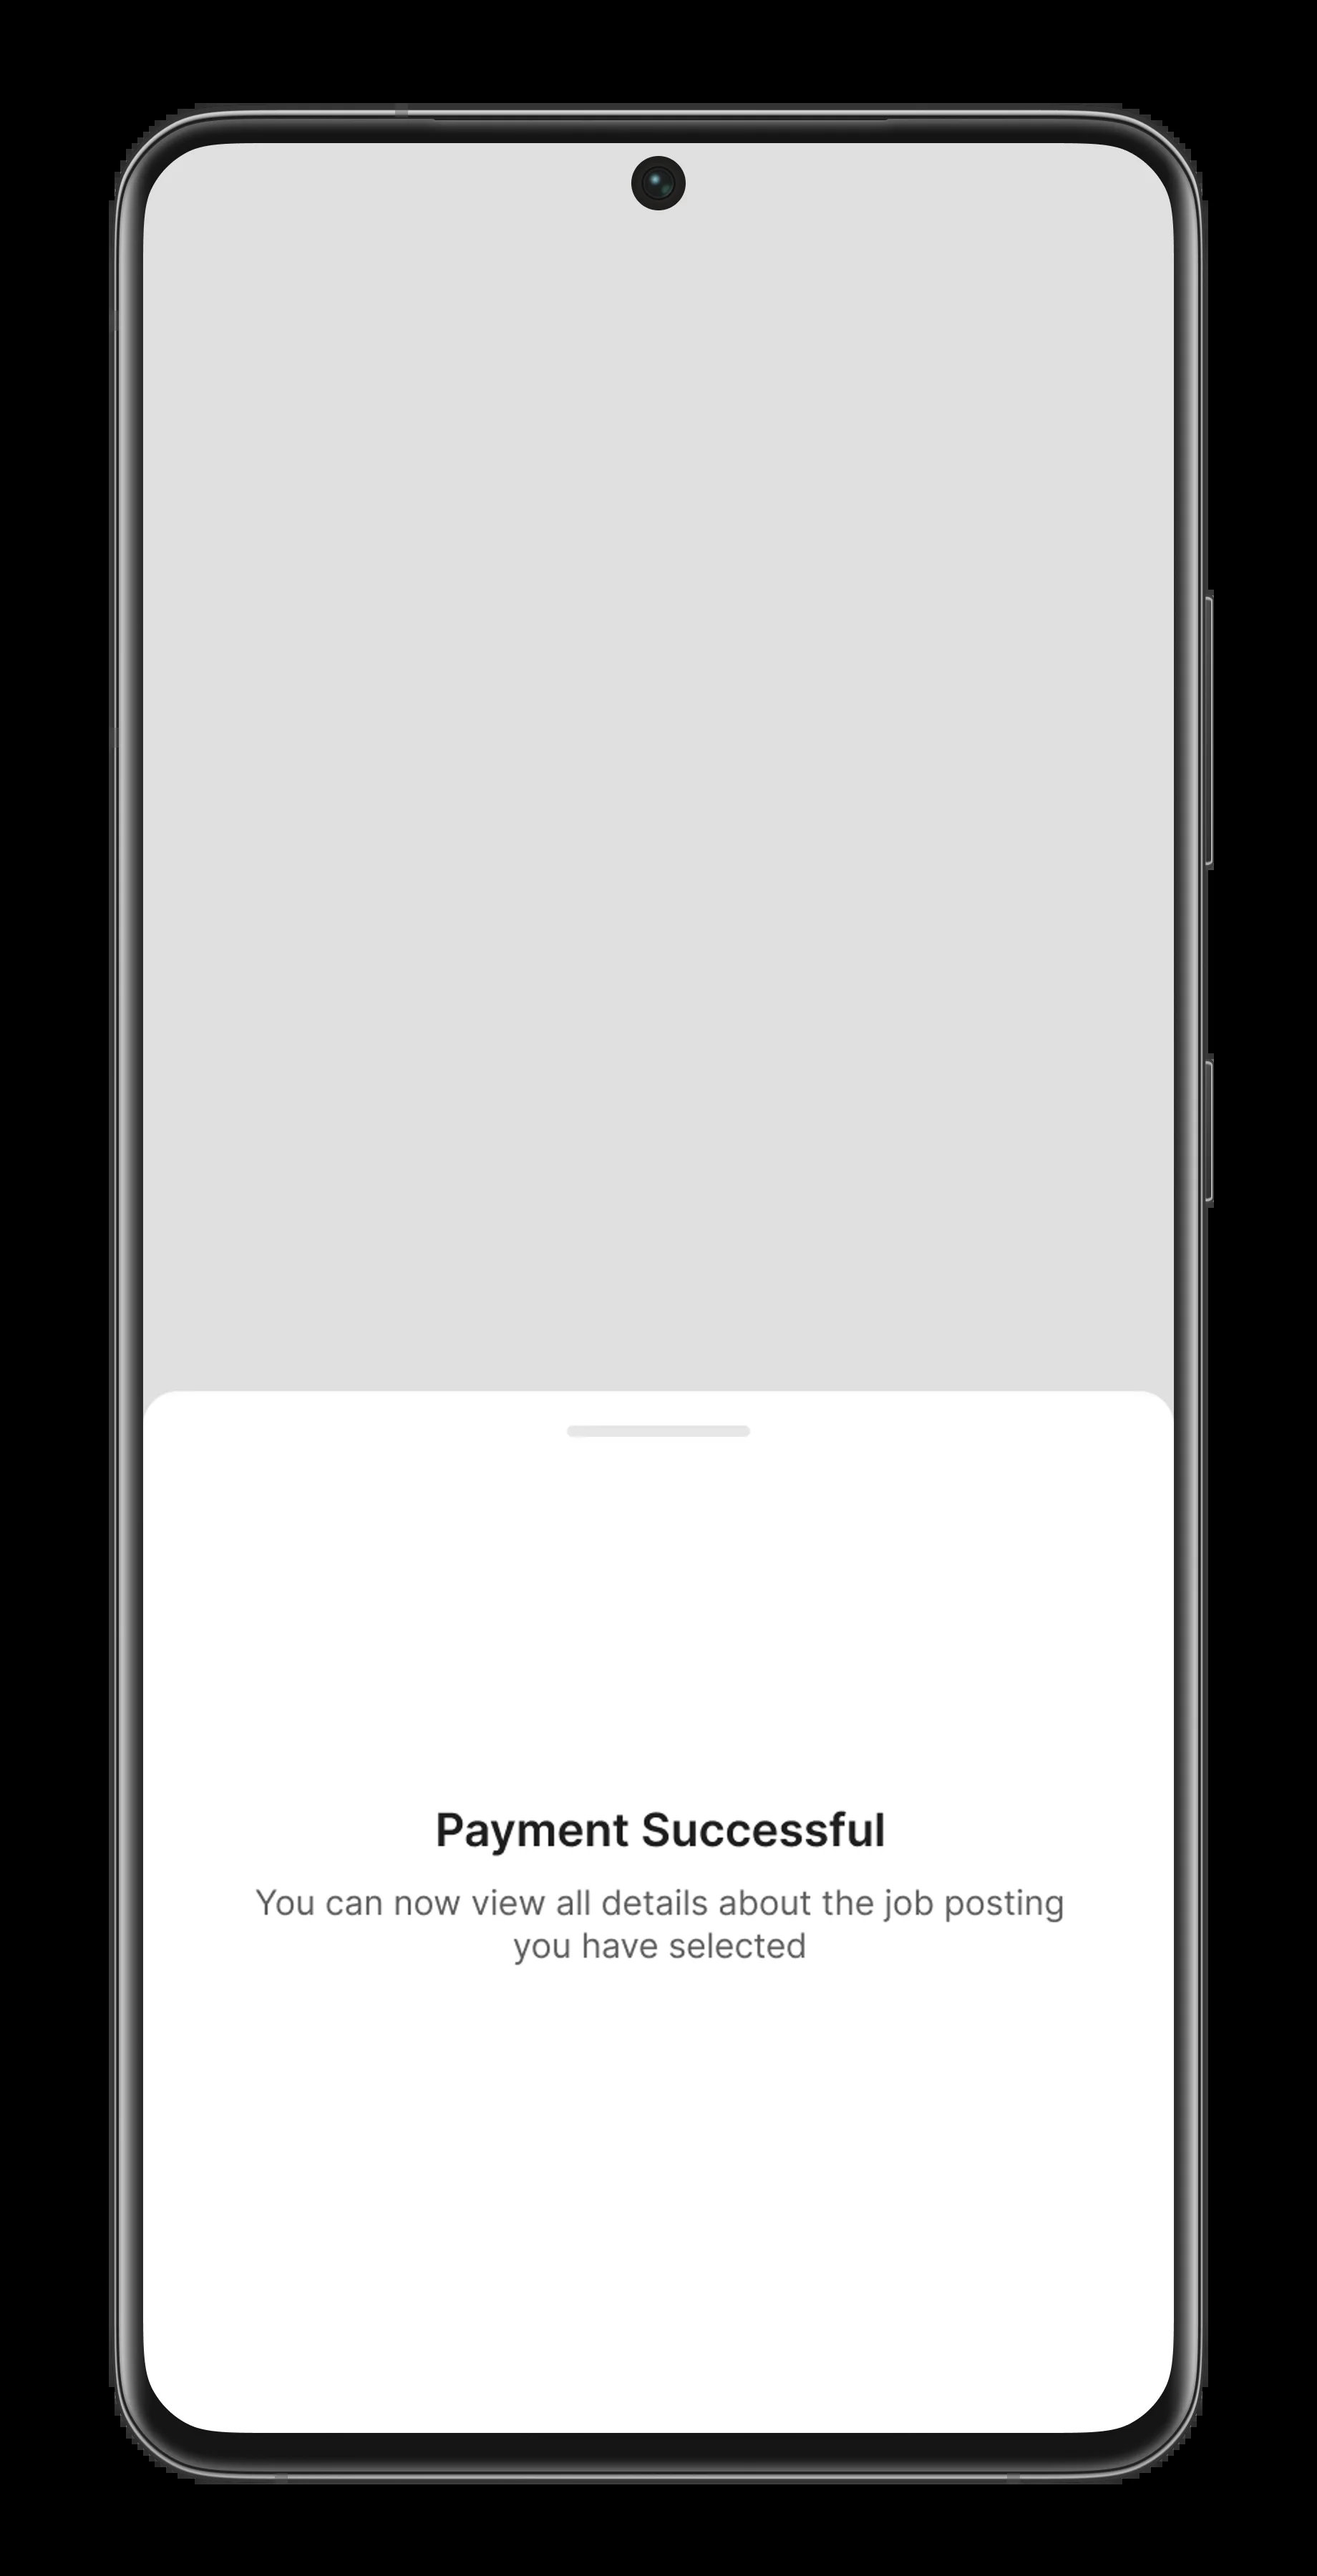 Payment Successful
You can now view all details about the job posting
you have selected